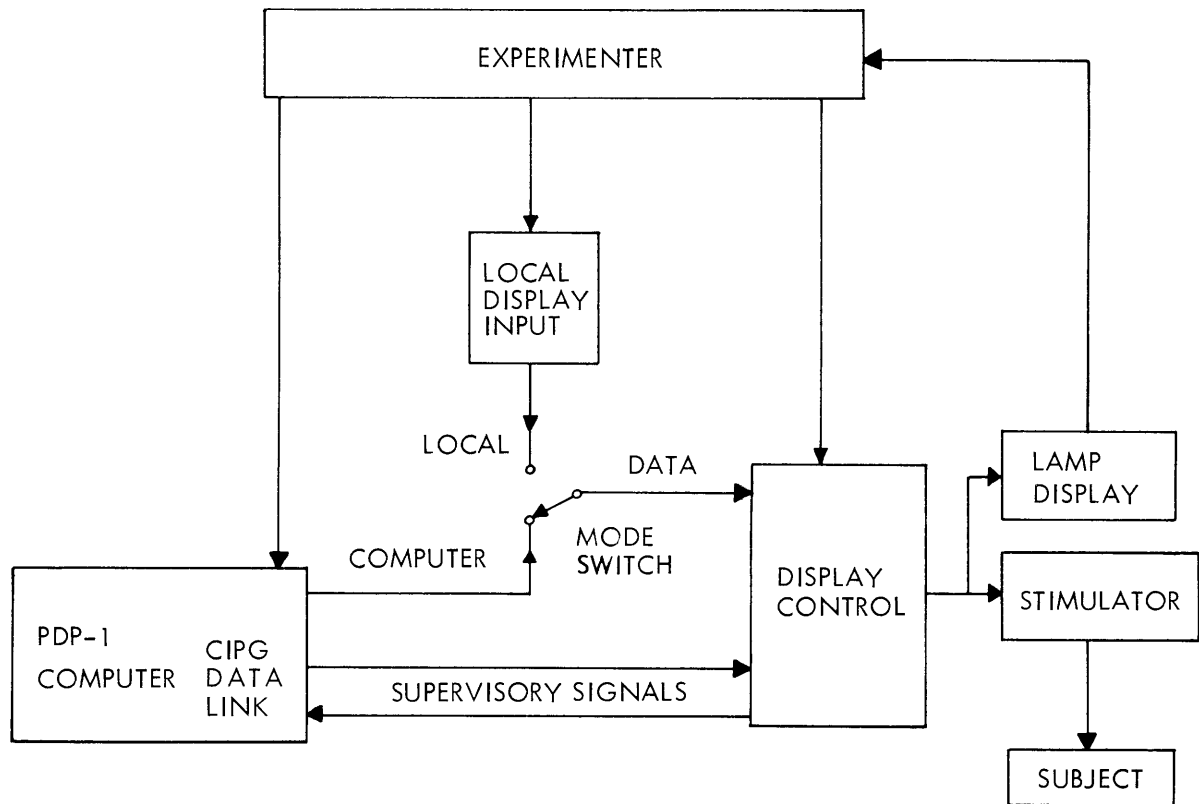 EXPERIMENTER
LOCAL
DISPLAY
INPUT
LOCAL
DATA
LAMP
DISPLAY
MODE
SWITCH
COMPUTER
DISPLAY
CONTROL
STIMULATOR
PDP-1
COMPUTER
CIPG
DATA
LINK
SUPERVISORY SIGNALS
SUBJECT